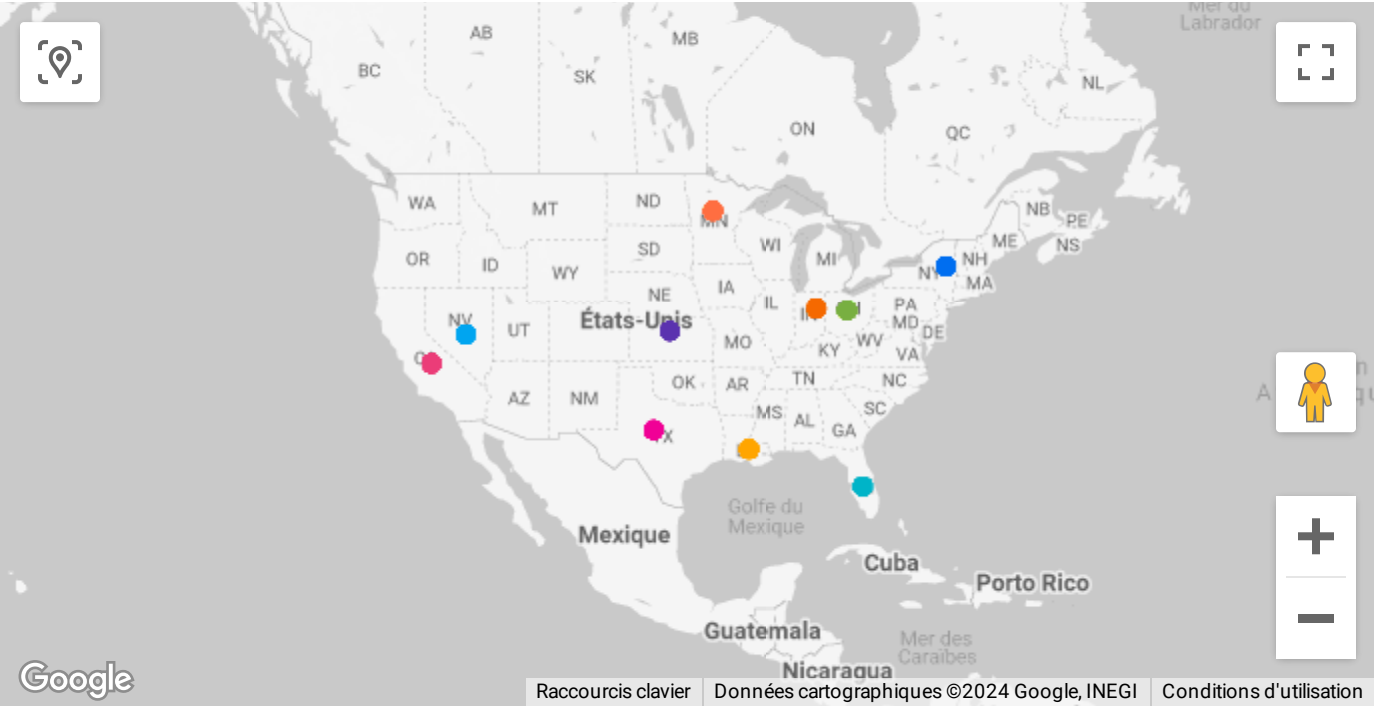 Mer du
Labrador
AB
MB
BC
SK
NL
ON
QC
WA
MT
ND
MN
NB
PE
OR
ID
SD
WI
MI
ME
NS
WY
NY
NH
MA
IA
NE
IL
PA
NV
UT
États-Unis
MD
DE
MO
KY
WV
VA
OK
AR
TN
NC
AZ
NM
MS
AL
SC
GA
Golfe du
Mexique
Mexique
Cuba
Porto Rico
Guatemala
Mer des
Caraïbes
Nicaragua
Google
Raccourcis clavier
Données cartographiques ©2024 Google, INEGI
Conditions d'utilisation